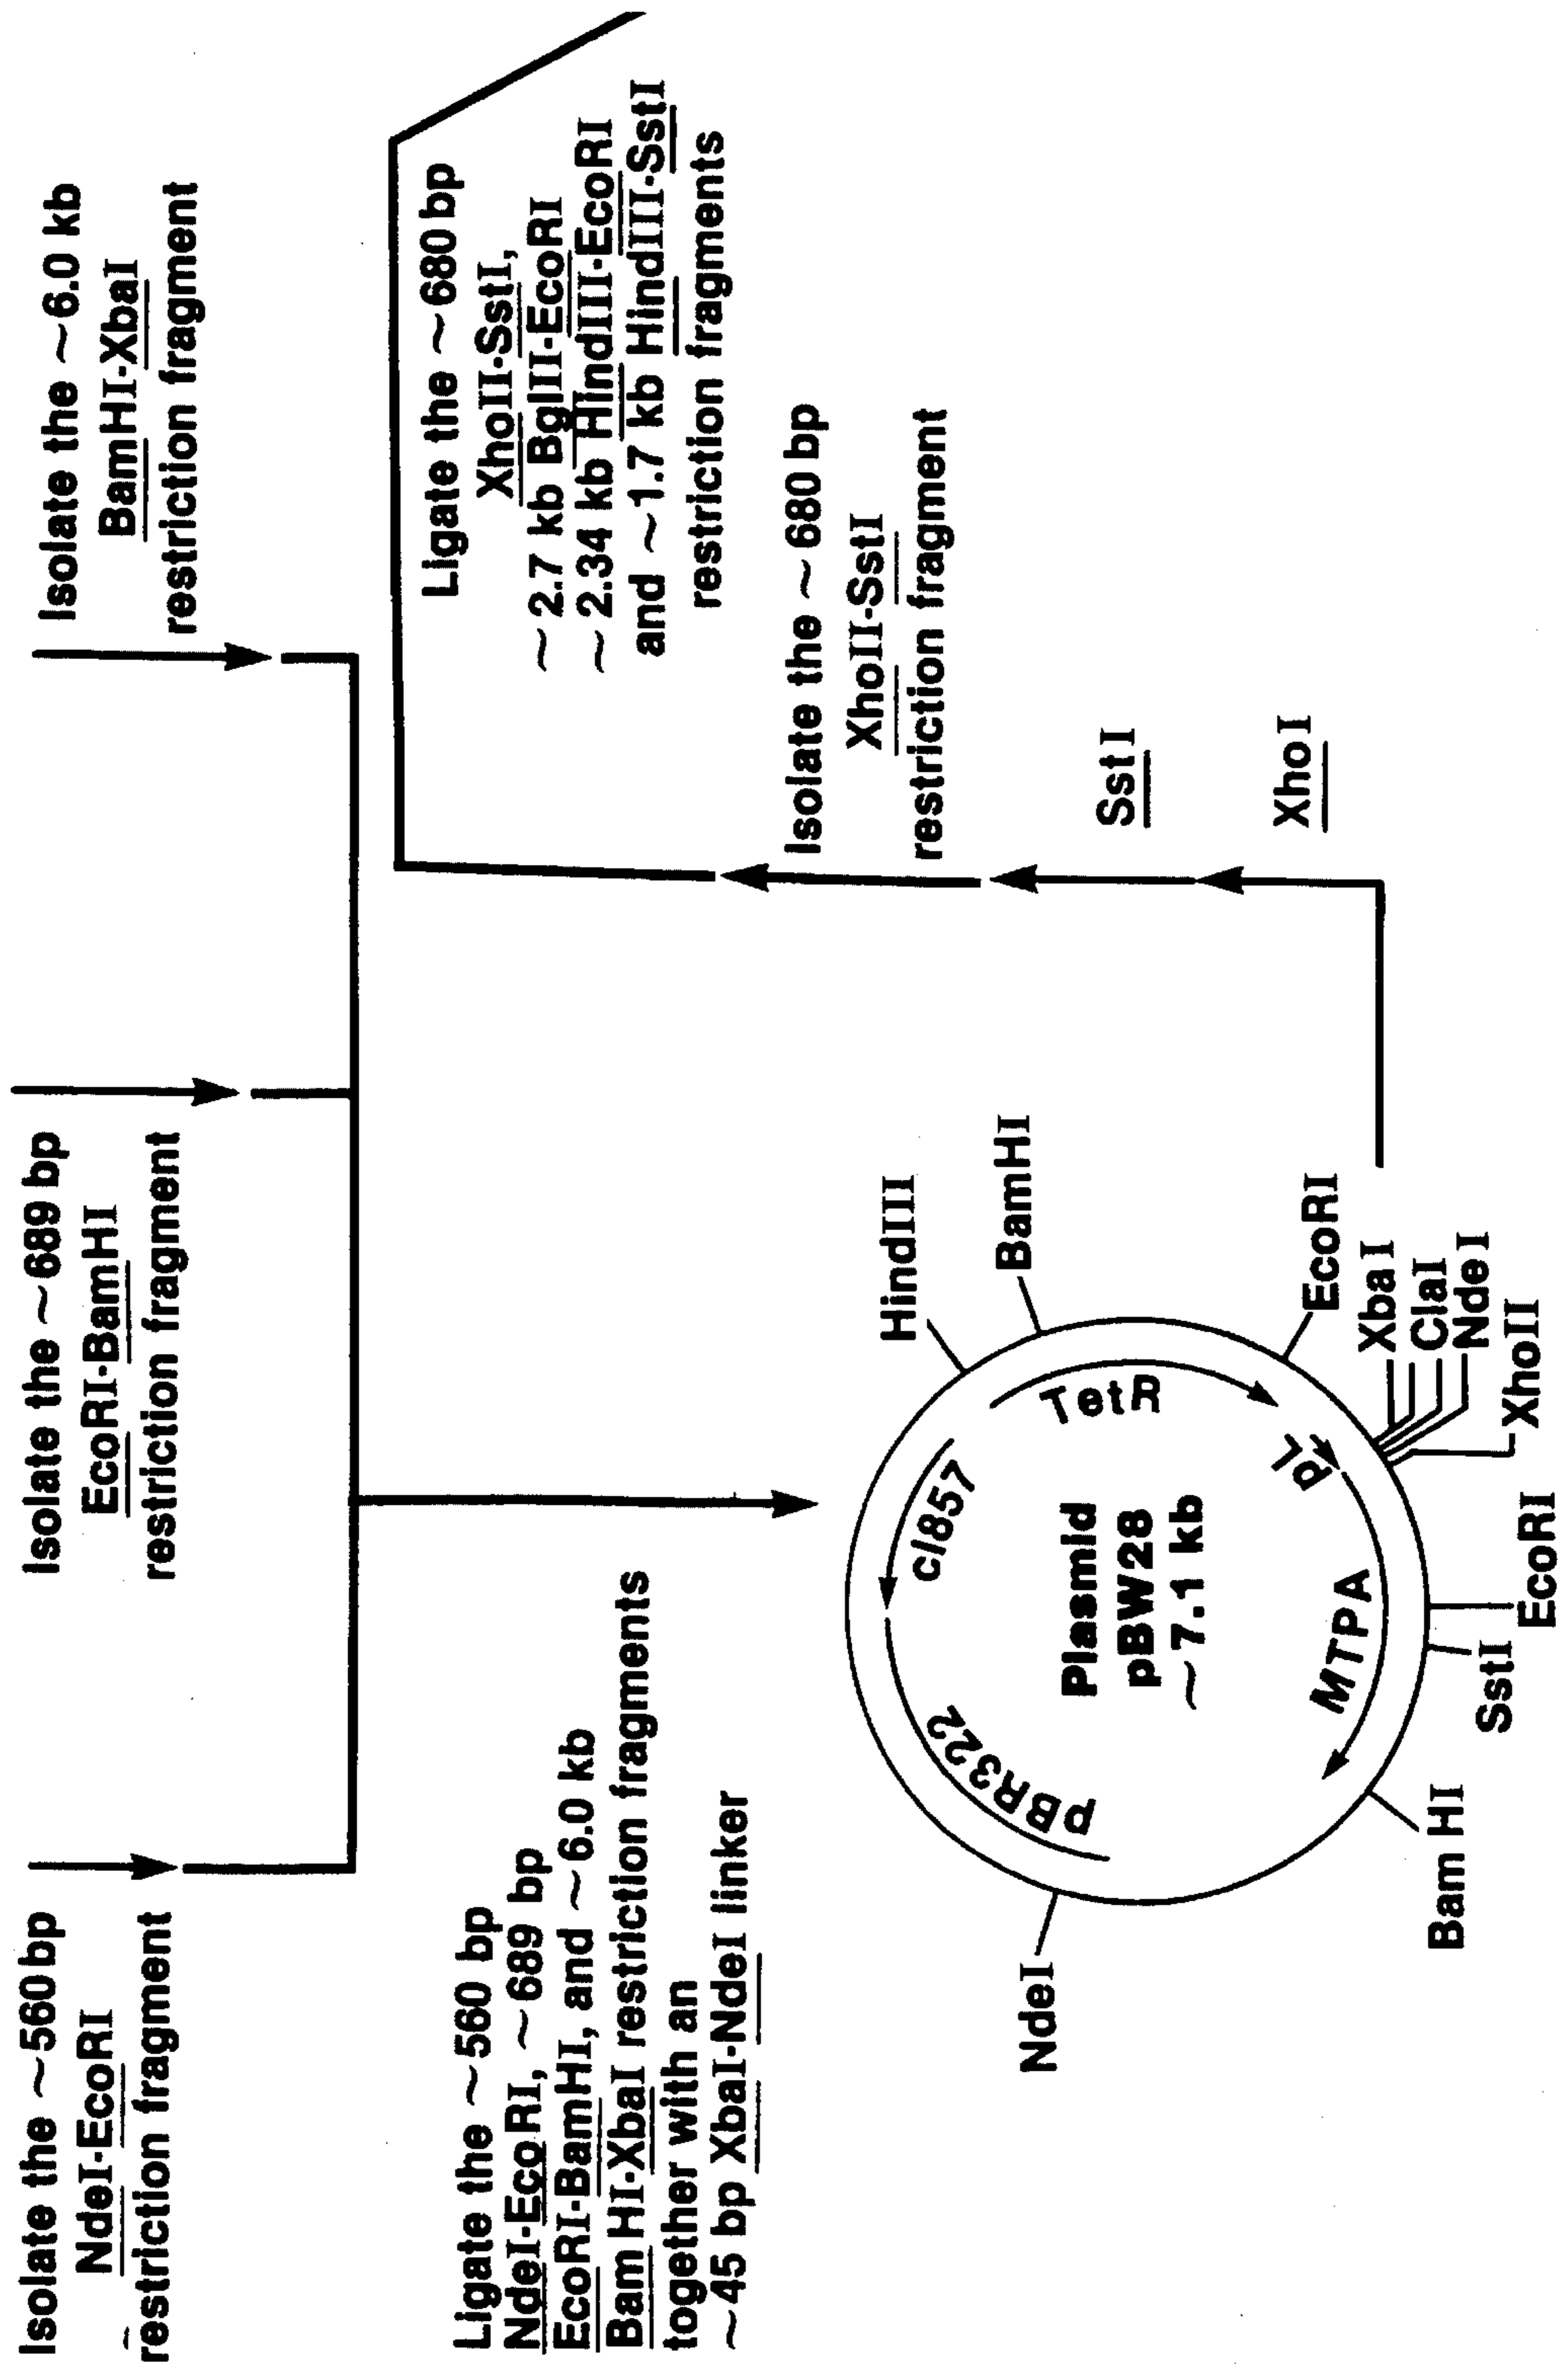 Isolate the ~560 bp
NdeI-EcoRI
restriction fragment
Isolate the ~689 bp
EcoRI-BamHI
restriction fragment
Isolate the ~6.0 kb
BamHI-XbaI
restriction fragment
Ligate the ~560 bp
NdeI-EcoRI, ~689 bp
EcoRI-BamHI, and ~6.0 kb
Bam HI-XbaI restriction fragments
together with an
~45 bp XbaI-NdeI linker
Ligate the ~680 bp
XhoII-SstI,
~2.7 kb BglII-EcoRI
~2.34 kb HindIII-EcoRI
and ~1.7 kb HindIII-SstI
restriction fragments
Isolate the ~680 bp
XhoII-SstI
restriction fragment
SstI
XhoI
HindIII
BamHI
EcoRI
XbaI
ClaI
NdeI
XhoII
EcoRI
SstI
Bam HI
NdeI
cI857
TetR
pL
MTPA
pBR322
Plasmid
pBW28
~7.1 kb